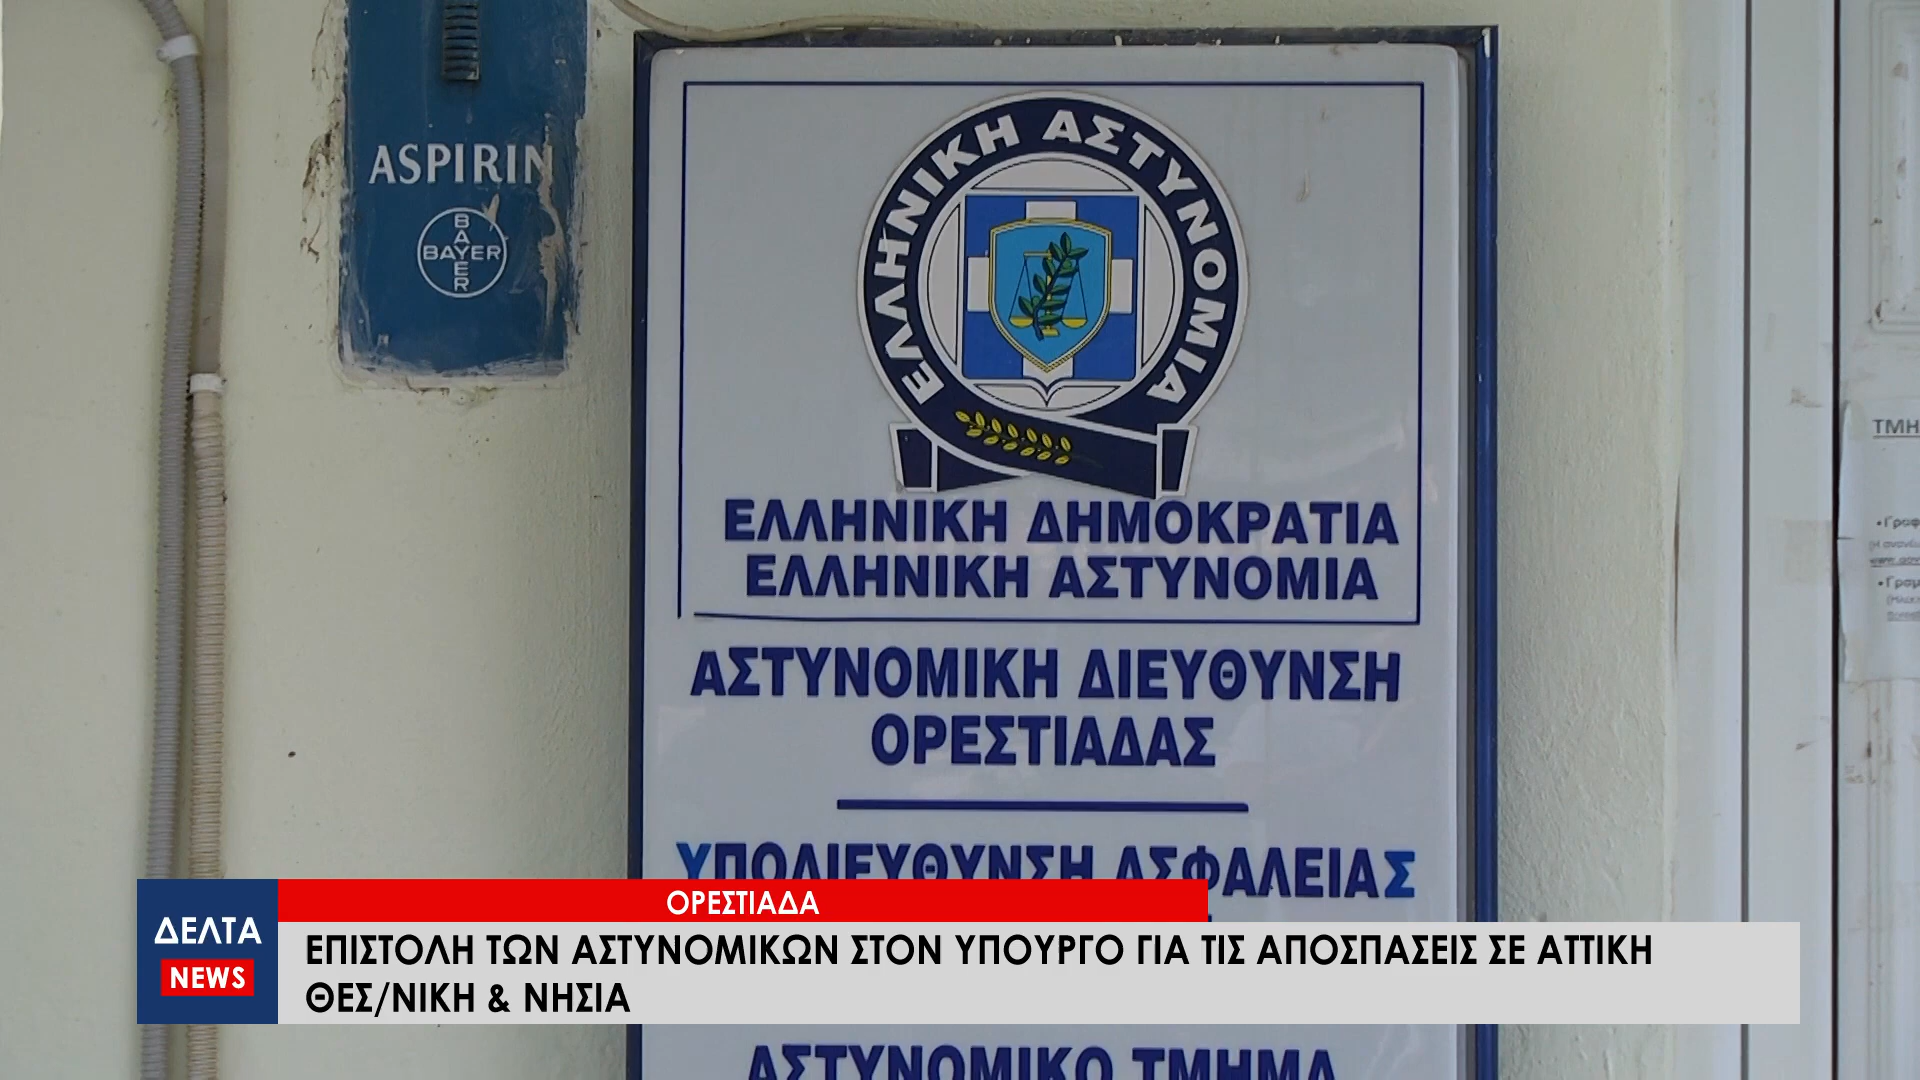 ASPIRIN
BAYER
BAYER
ΕΛΛΗΝΙΚΗ ΑΣΤΥΝΟΜΙΑ
ΕΛΛΗΝΙΚΗ ΔΗΜΟΚΡΑΤΙΑ
ΕΛΛΗΝΙΚΗ ΑΣΤΥΝΟΜΙΑ
ΑΣΤΥΝΟΜΙΚΗ ΔΙΕΥΘΥΝΣΗ
ΟΡΕΣΤΙΑΔΑΣ
ΥΠΟΔΙΕΥΘΥΝΣΗ ΑΣΦΑΛΕΙΑΣ
ΑΣΤΥΝΟΜΙΚΟ ΤΜΗΜΑ
ΤΜΗ
ΟΡΕΣΤΙΑΔΑ
ΔΕΛΤΑ
NEWS
ΕΠΙΣΤΟΛΗ ΤΩΝ ΑΣΤΥΝΟΜΙΚΩΝ ΣΤΟΝ ΥΠΟΥΡΓΟ ΓΙΑ ΤΙΣ ΑΠΟΣΠΑΣΕΙΣ ΣΕ ΑΤΤΙΚΗ
ΘΕΣ/ΝΙΚΗ & ΝΗΣΙΑ